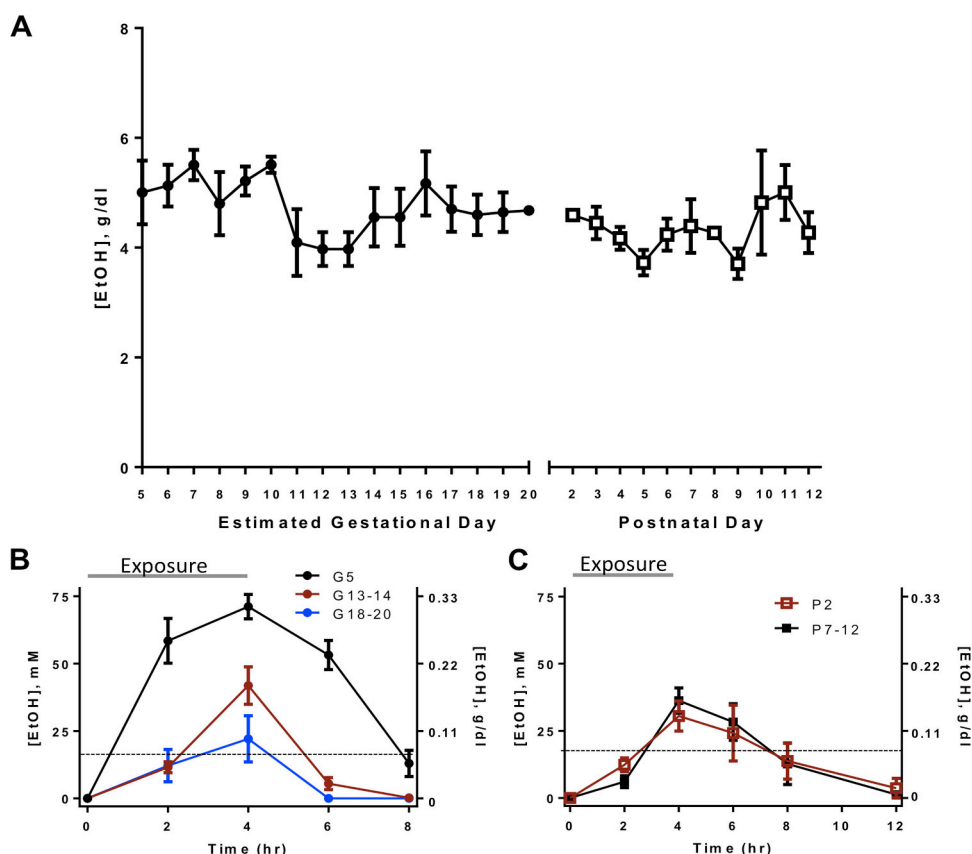 A
8
6
4
2
0
[EtOH], g/dl
5 6 7 8 9 10 11 12 13 14 15 16 17 18 19 20 2 3 4 5 6 7 8 9 10 11 12
Estimated Gestational Day Postnatal Day
B
Exposure
G5
G13-14
G18-20
75
50
25
0
[EtOH], mM
0.33
0.22
0.11
0
[EtOH], g/dl
0 2 4 6 8
Time (hr)
C
Exposure
P2
P7-12
75
50
25
0
[EtOH], mM
0.33
0.22
0.11
0
[EtOH], g/dl
0 2 4 6 8 10 12
Time (hr)